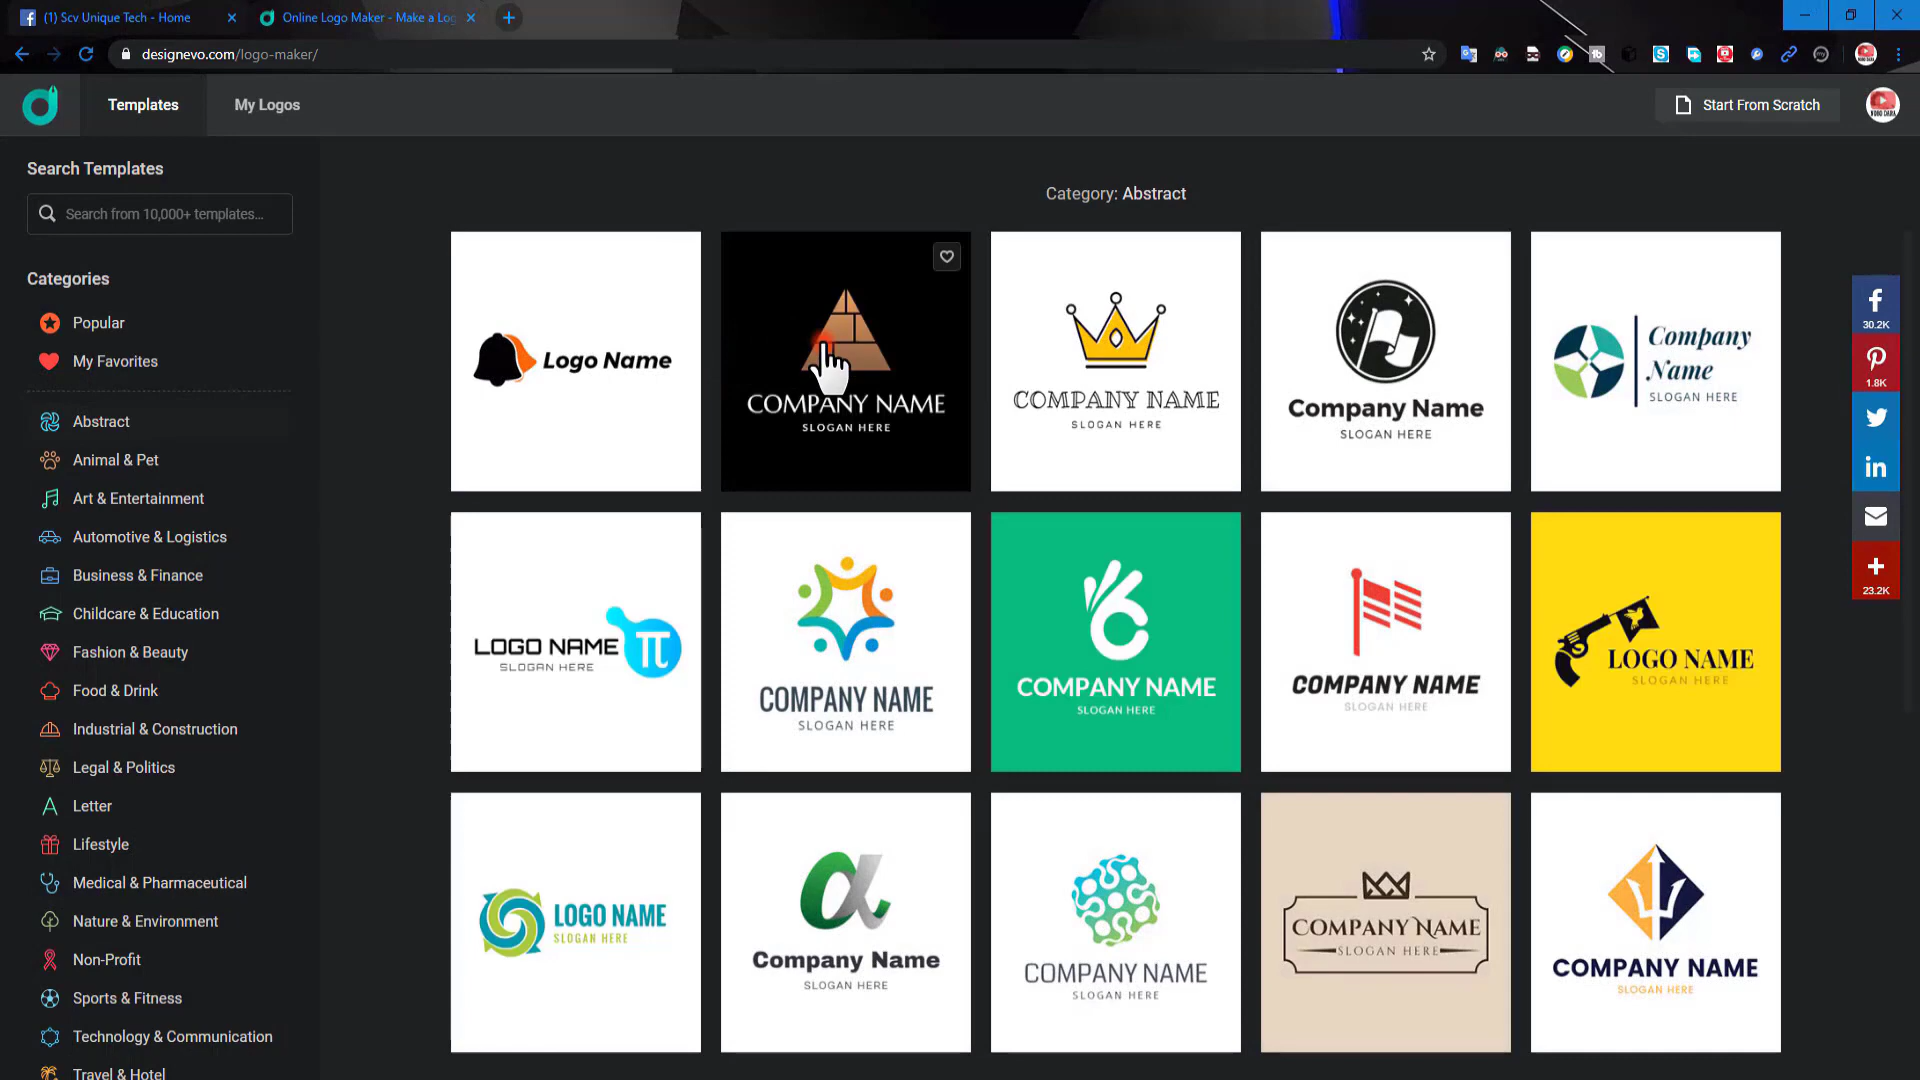 (1) Scv Unique Tech - Home
Online Logo Maker - Make a Log
designevo.com/logo-maker/
Templates
My Logos
Start From Scratch
Search Templates
Search from 10,000+ templates...
Categories
Popular
My Favorites
Abstract
Animal & Pet
Art & Entertainment
Automotive & Logistics
Business & Finance
Childcare & Education
Fashion & Beauty
Food & Drink
Industrial & Construction
Legal & Politics
Letter
Lifestyle
Medical & Pharmaceutical
Nature & Environment
Non-Profit
Sports & Fitness
Technology & Communication
Travel & Hotel
Category: Abstract
Logo Name
COMPANY NAME
SLOGAN HERE
COMPANY NAME
SLOGAN HERE
Company Name
SLOGAN HERE
Company
Name
SLOGAN HERE
LOGO NAME
SLOGAN HERE
π
COMPANY NAME
SLOGAN HERE
COMPANY NAME
SLOGAN HERE
COMPANY NAME
SLOGAN HERE
LOGO NAME
SLOGAN HERE
LOGO NAME
SLOGAN HERE
Company Name
SLOGAN HERE
COMPANY NAME
SLOGAN HERE
COMPANY NAME
SLOGAN HERE
COMPANY NAME
SLOGAN HERE
30.2K
1.8K
23.2K